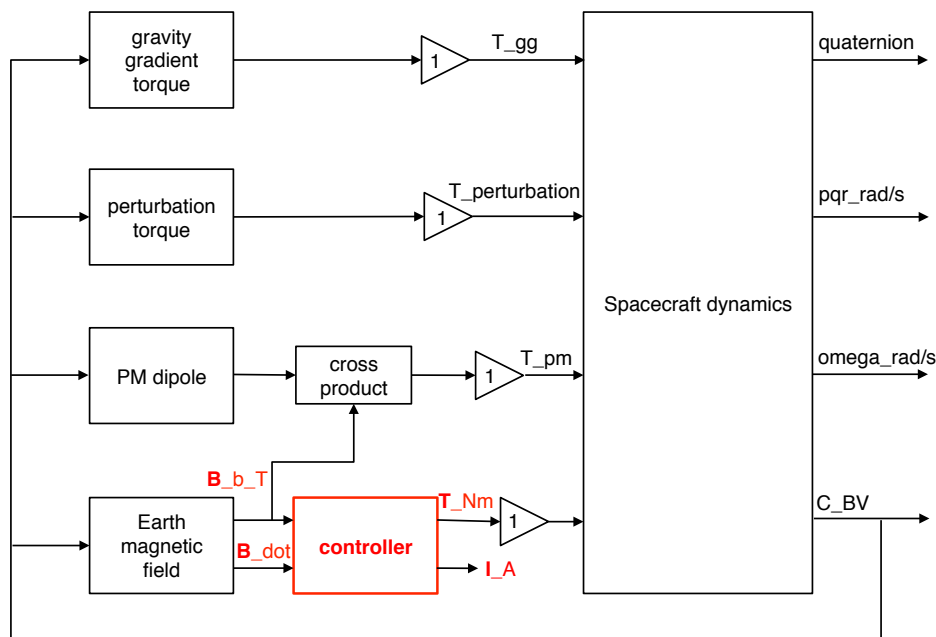 gravity
gradient
torque
1
T_gg
quaternion
perturbation
torque
1
T_perturbation
pqr_rad/s
Spacecraft dynamics
PM dipole
cross
product
1
T_pm
omega_rad/s
B_b_T
Earth
magnetic
field
B_dot
controller
T_Nm
1
I_A
C_BV